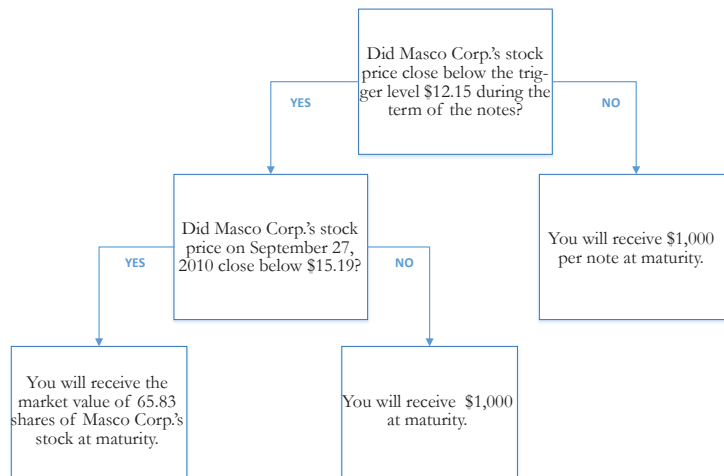 Did Masco Corp.'s stock
price close below the trig-
ger level $12.15 during the
term of the notes?
YES
NO
Did Masco Corp.'s stock
price on September 27,
2010 close below $15.19?
You will receive $1,000
per note at maturity.
YES
NO
You will receive the
market value of 65.83
shares of Masco Corp.'s
stock at maturity.
You will receive $1,000
at maturity.